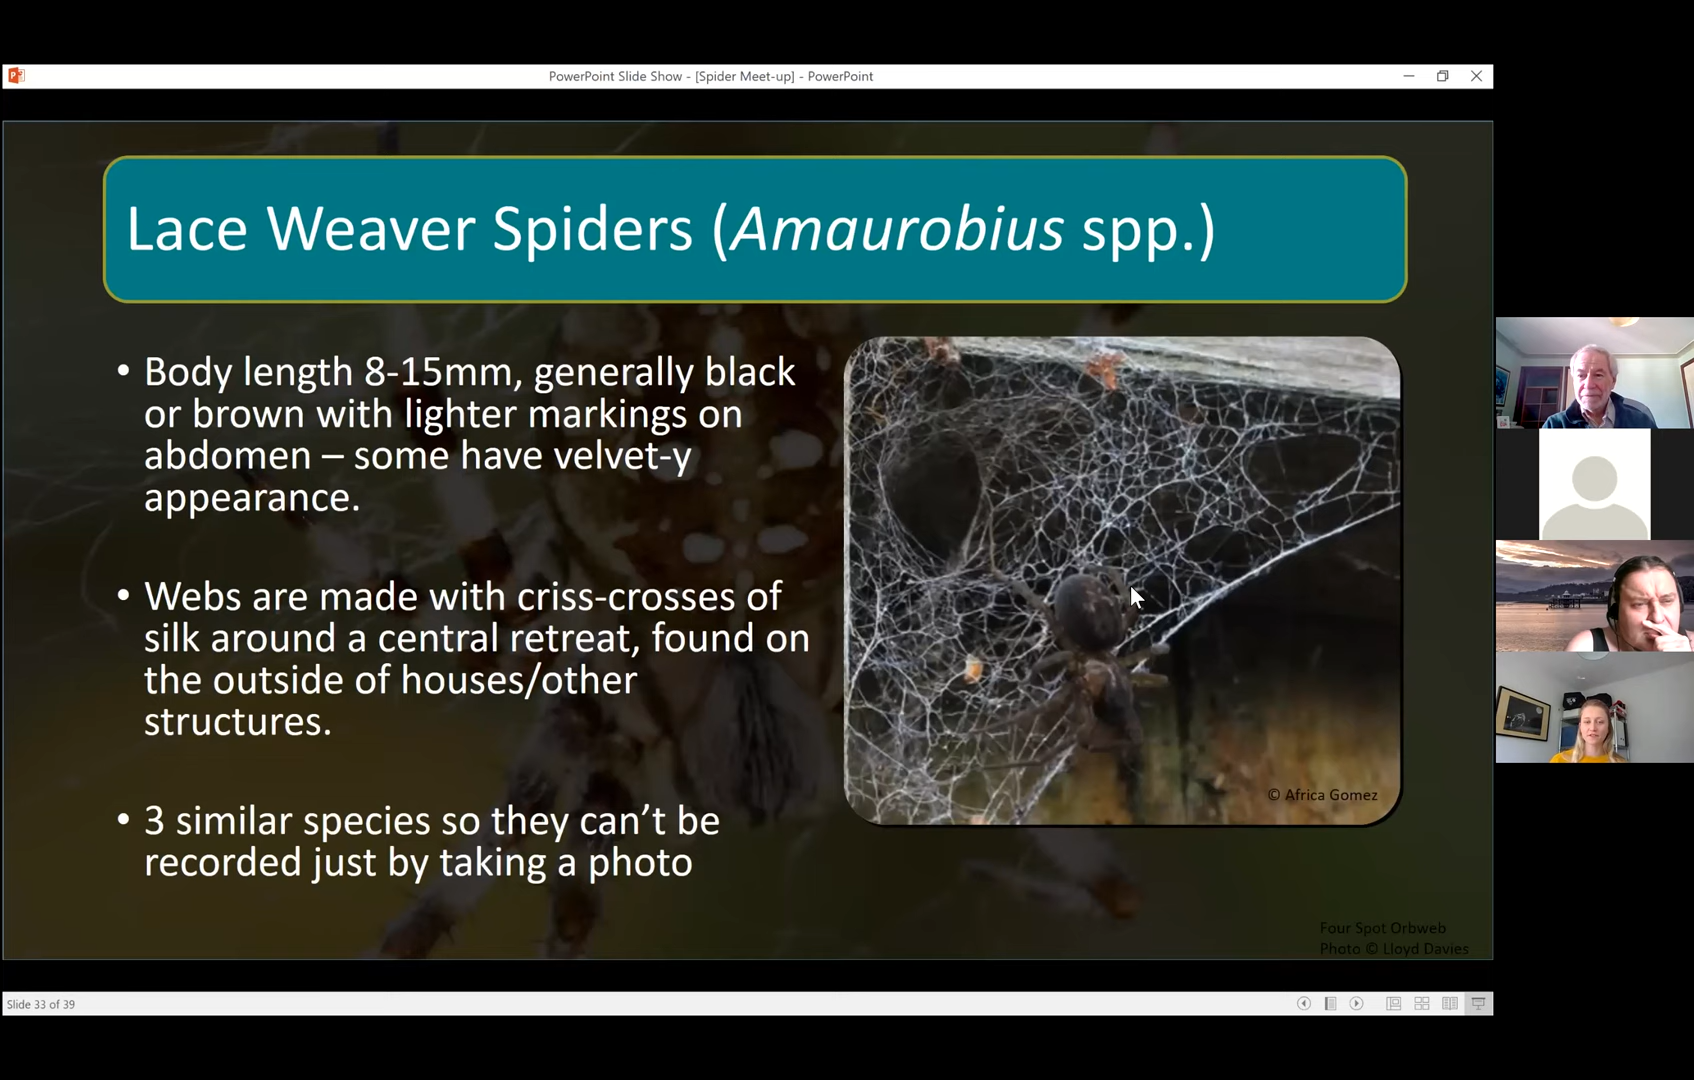 PowerPoint Slide Show - [Spider Meet-up] - PowerPoint
Lace Weaver Spiders (Amaurobius spp.)
• Body length 8-15mm, generally black
or brown with lighter markings on
abdomen – some have velvet-y
appearance.
• Webs are made with criss-crosses of
silk around a central retreat, found on
the outside of houses/other
structures.
• 3 similar species so they can’t be
recorded just by taking a photo
© Africa Gomez
Four Spot Orbweb
Photo © Lloyd Davies
Slide 33 of 39